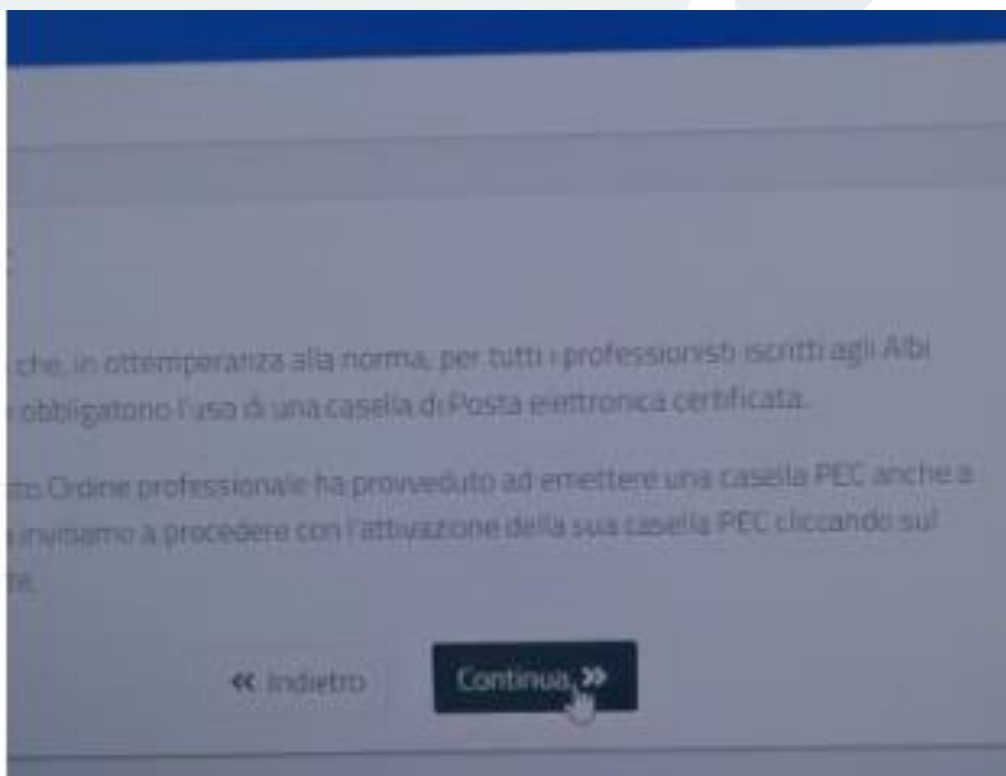 che, in ottemperanza alla norma, per tutti i professionisti iscritti agli Albi
obbligatorio l'uso di una casella di Posta elettronica certificata.
Ordine professionale ha provveduto ad emettere una casella PEC anche a
invitiamo a procedere con l'attivazione della sua casella PEC cliccando sul
« Indietro
Continua »